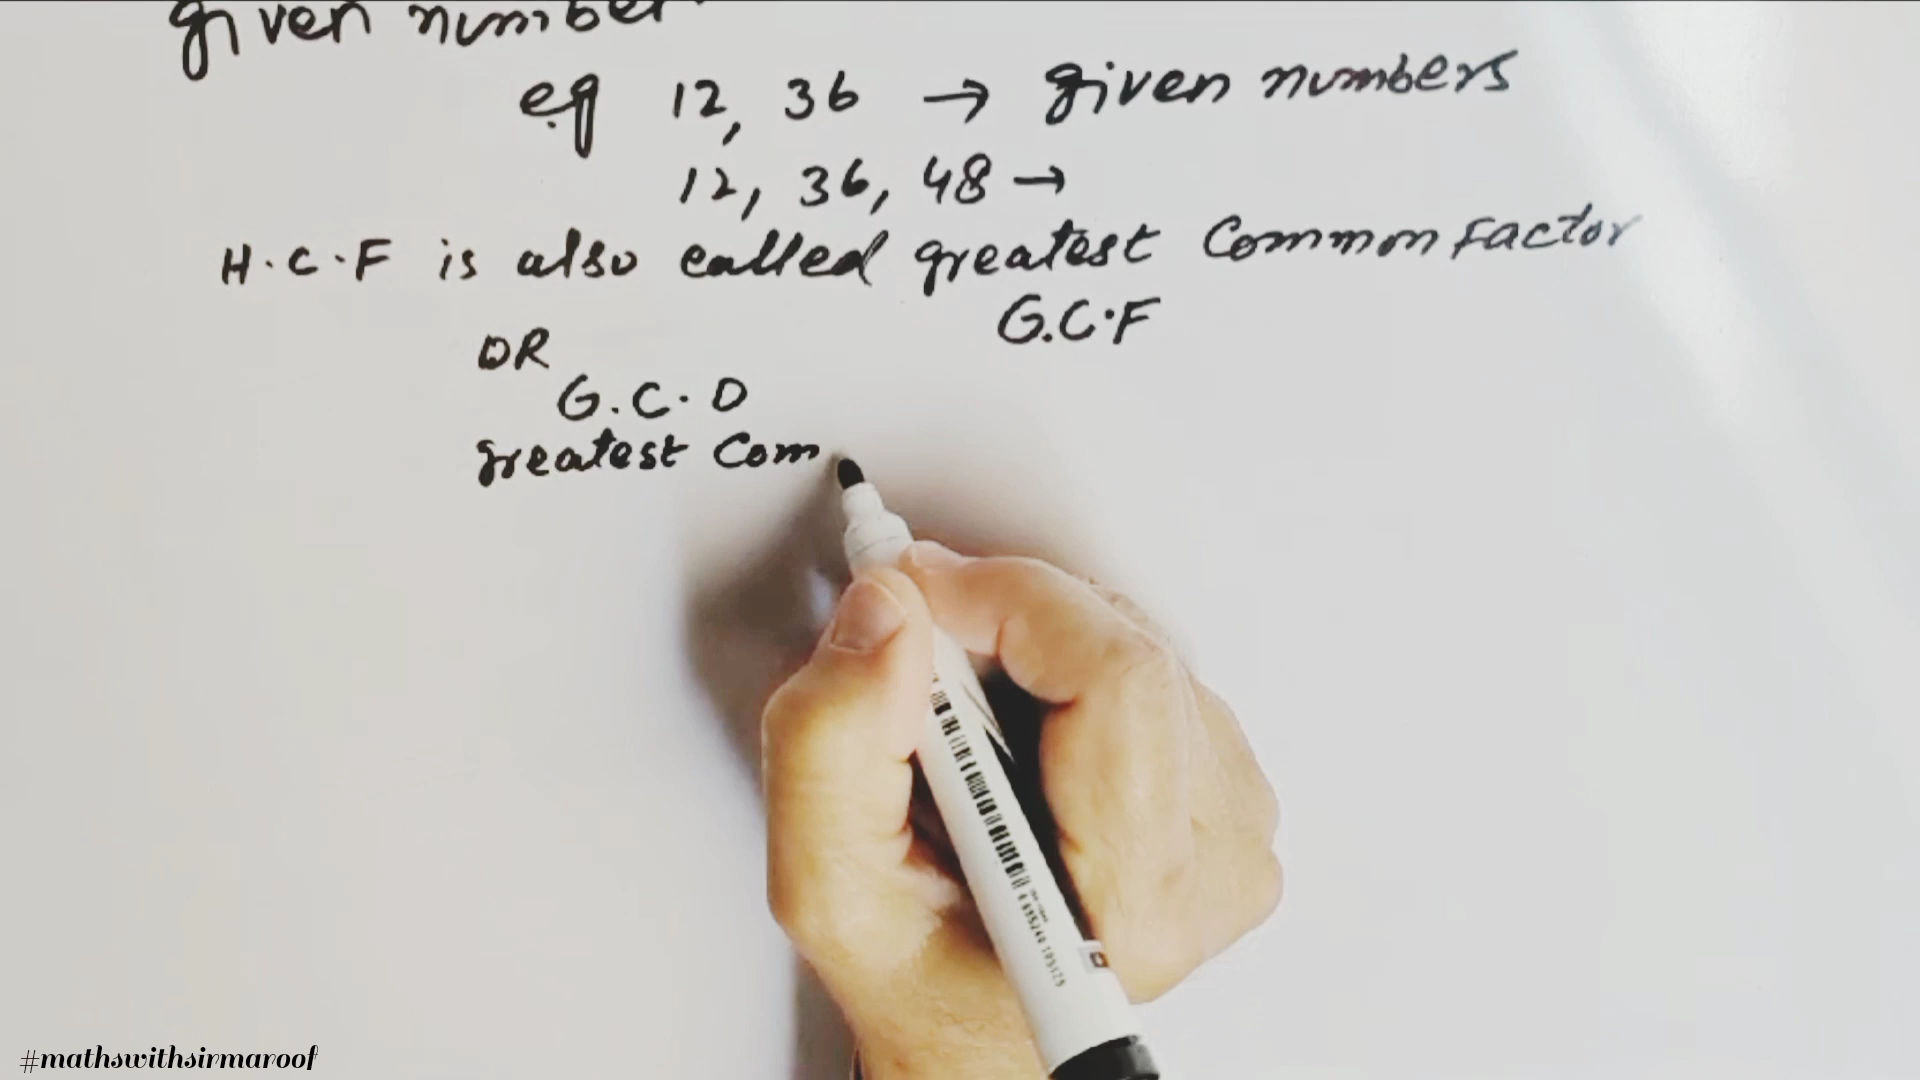 given number
eg 12, 36 → given numbers
12, 36, 48 →
H.C.F is also called greatest Common Factor
G.C.F
OR
G.C.D
greatest Com
#mathswithsirmaroof